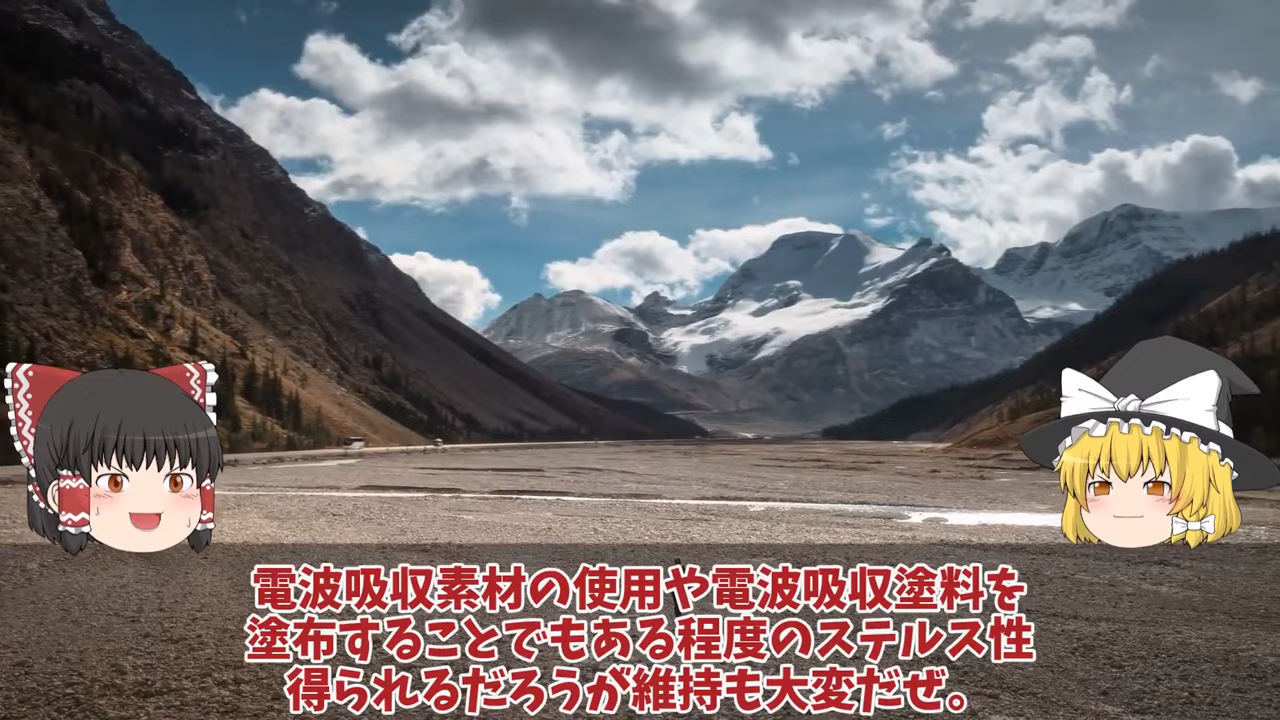 電波吸収素材の使用や電波吸収塗料を
塗布することでもある程度のステルス性
得られるだろうが維持も大変だぜ。